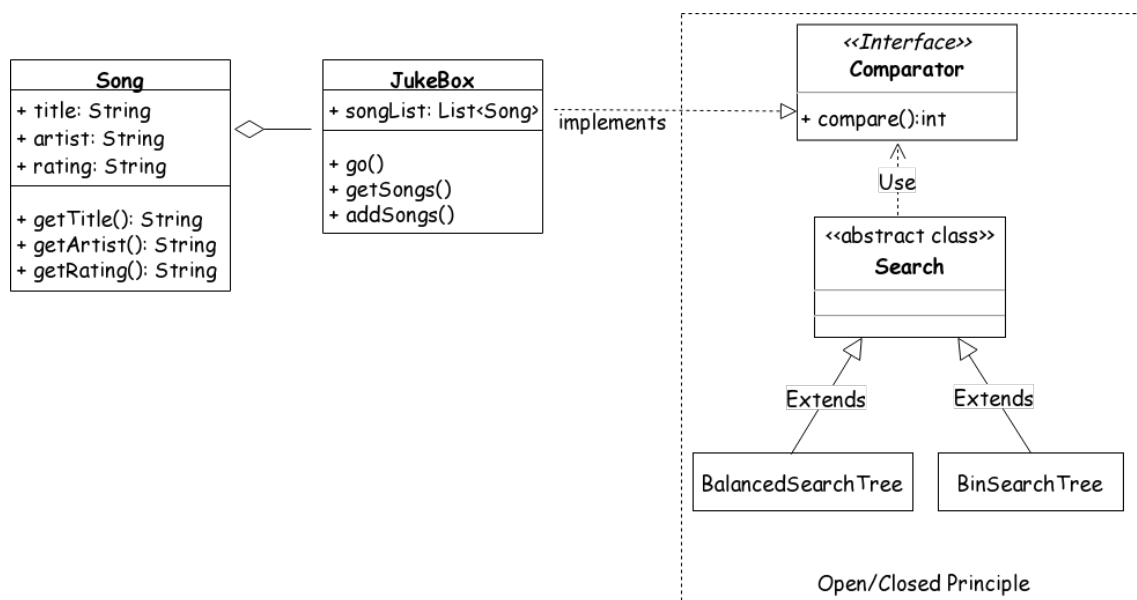 Song
+ title: String
+ artist: String
+ rating: String
+ getTitle(): String
+ getArtist(): String
+ getRating(): String
JukeBox
+ songList: List<Song>
+ go()
+ getSongs()
+ addSongs()
implements
<<Interface>>
Comparator
+ compare():int
Use
<<abstract class>>
Search
Extends
Extends
BalancedSearchTree
BinSearchTree
Open/Closed Principle